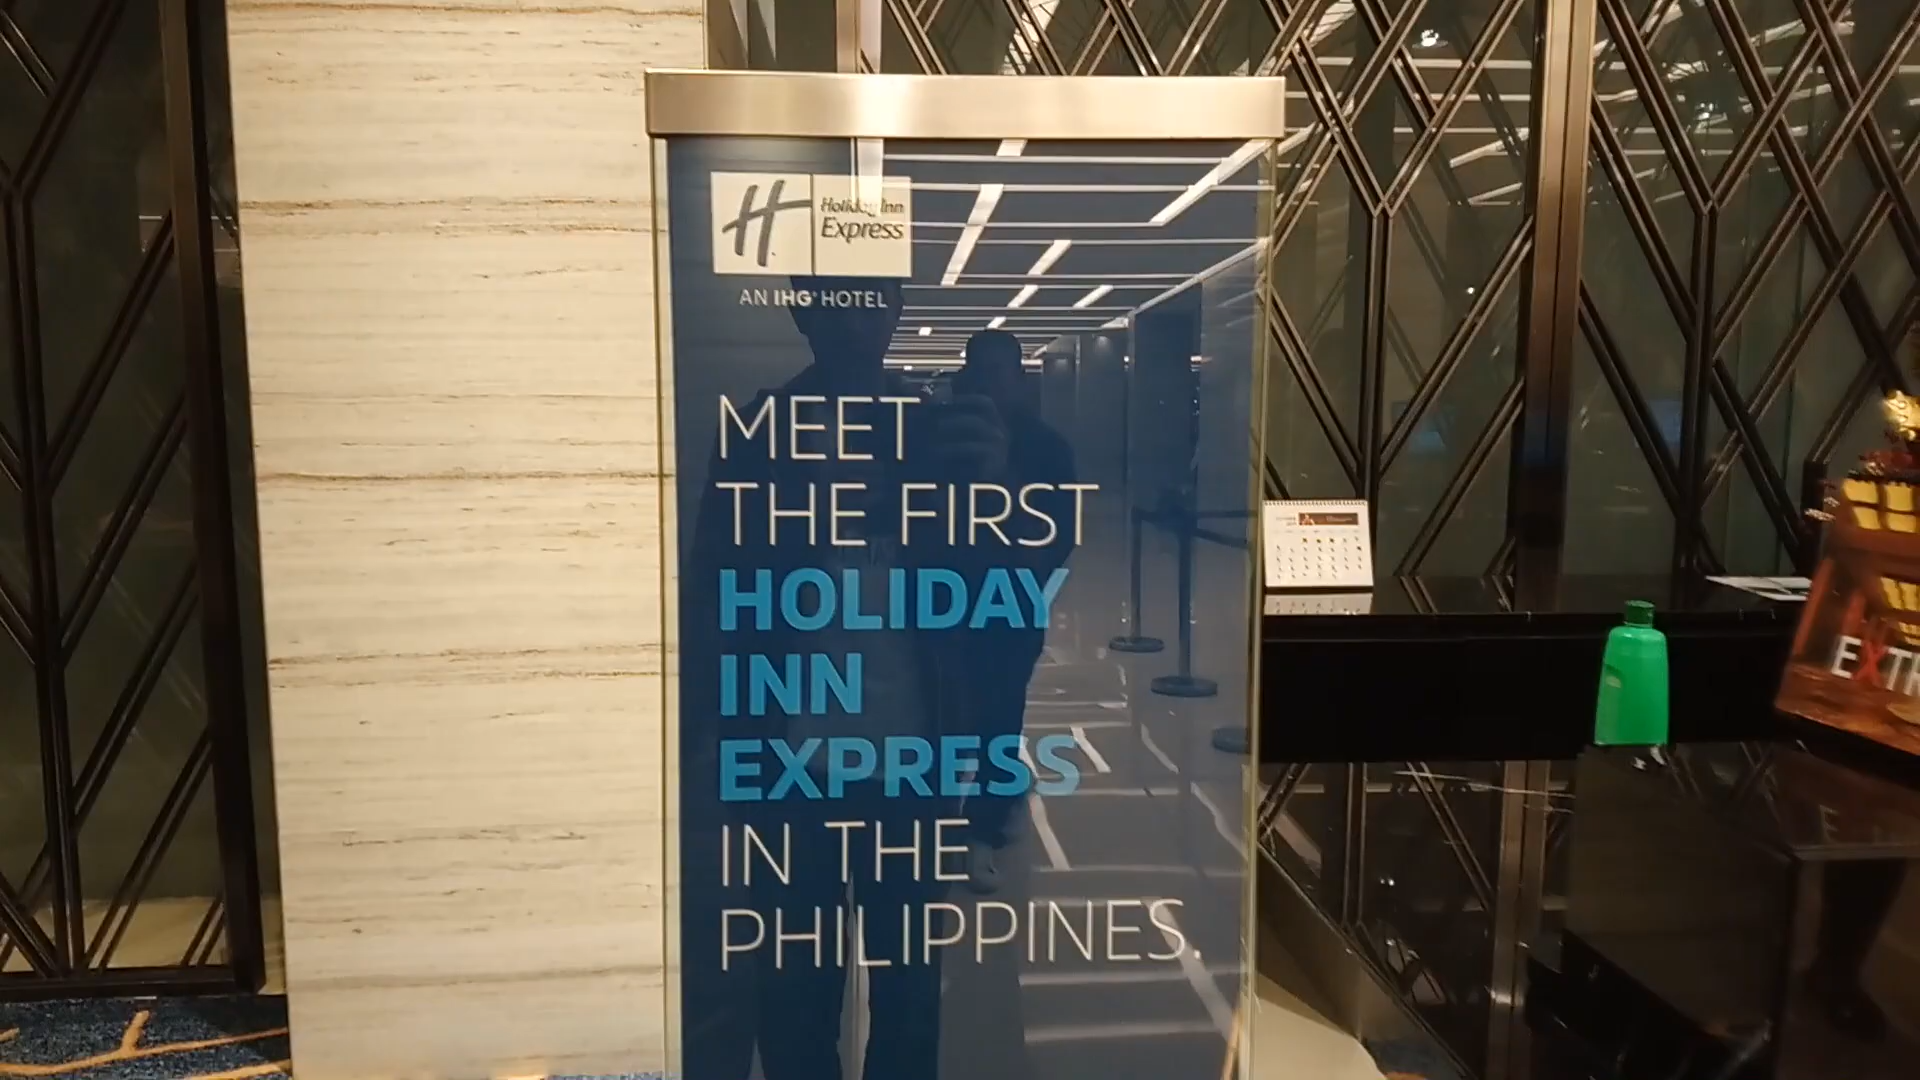 Holiday Inn
Express
AN IHG® HOTEL
MEET
THE FIRST
HOLIDAY
INN
EXPRESS
IN THE
PHILIPPINES.